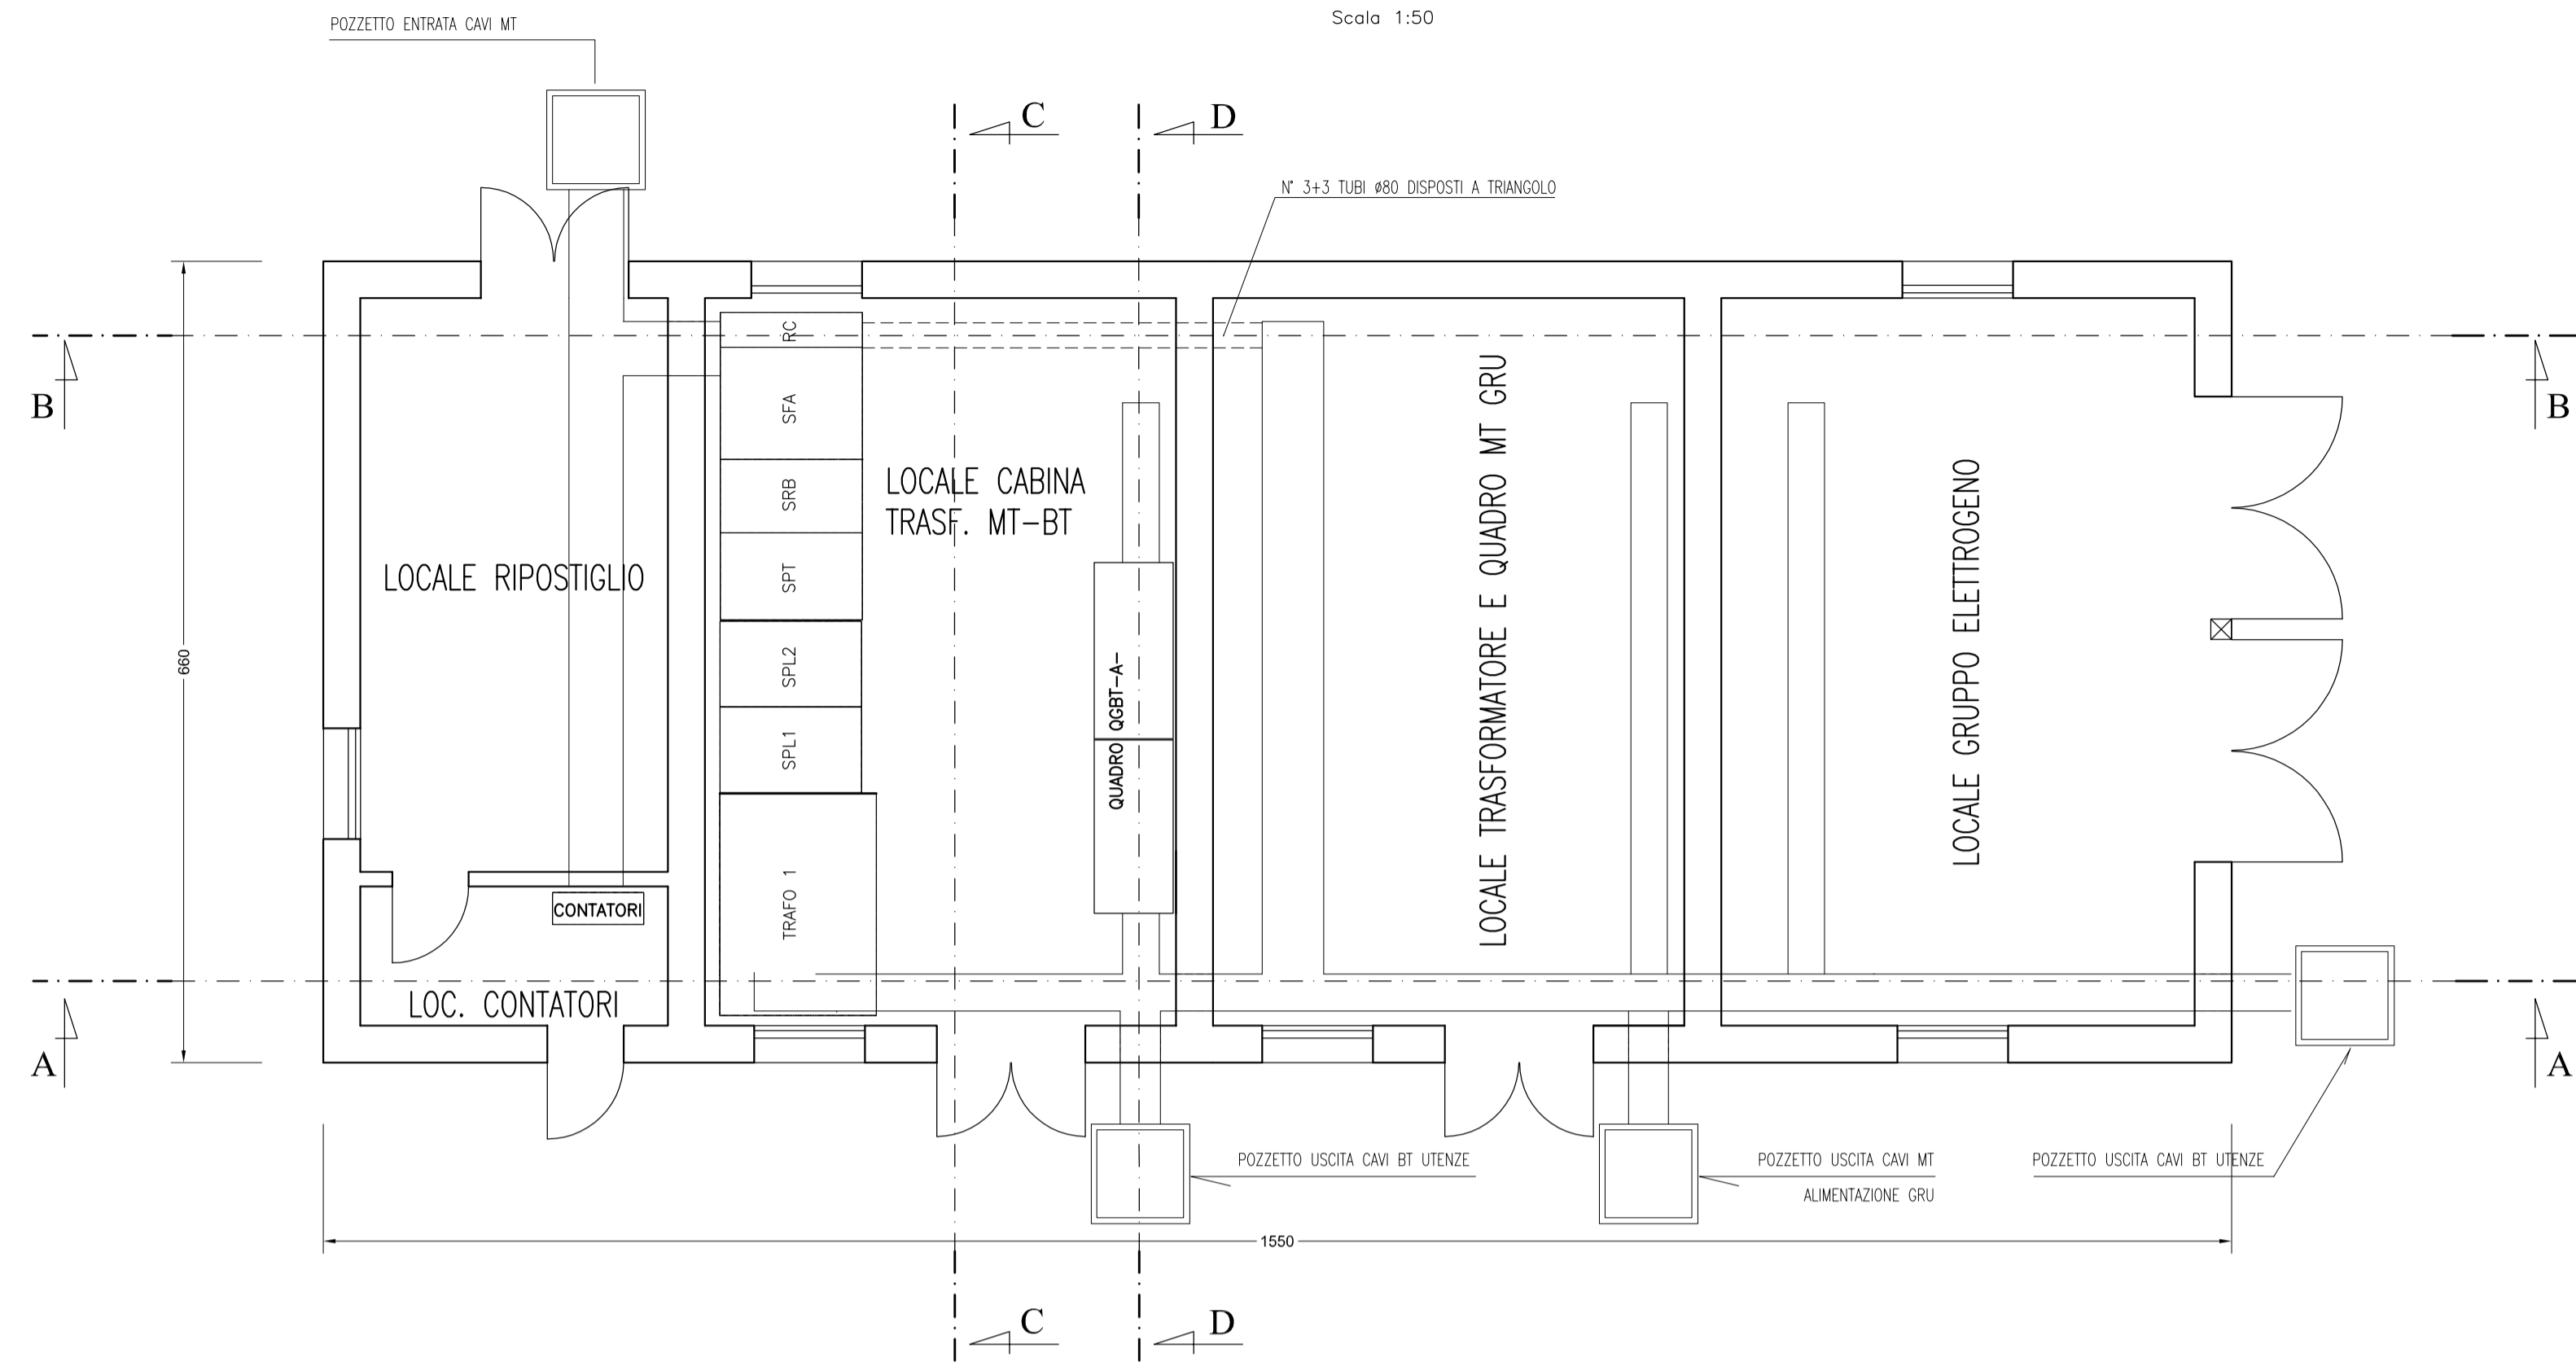 Scala 1:50
POZZETTO ENTRATA CAVI MT
C
D
N° 3+3 TUBI ø80 DISPOSTI A TRIANGOLO
B
B
RC
SFA
SRB
SPT
SPL2
SPL1
TRAFO 1
LOCALE CABINA
TRASF. MT-BT
LOCALE RIPOSTIGLIO
QUADRO QGBT-A-
LOCALE TRASFORMATORE E QUADRO MT GRU
LOCALE GRUPPO ELETTROGENO
660
CONTATORI
LOC. CONTATORI
A
A
POZZETTO USCITA CAVI BT UTENZE
POZZETTO USCITA CAVI MT
ALIMENTAZIONE GRU
POZZETTO USCITA CAVI BT UTENZE
1550
C
D